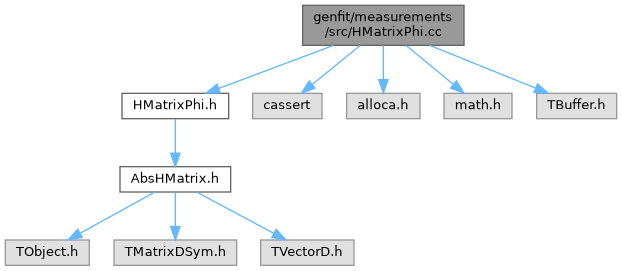 genfit/measurements
/src/HMatrixPhi.cc
HMatrixPhi.h
cassert
alloca.h
math.h
TBuffer.h
AbsHMatrix.h
TObject.h
TMatrixDSym.h
TVectorD.h